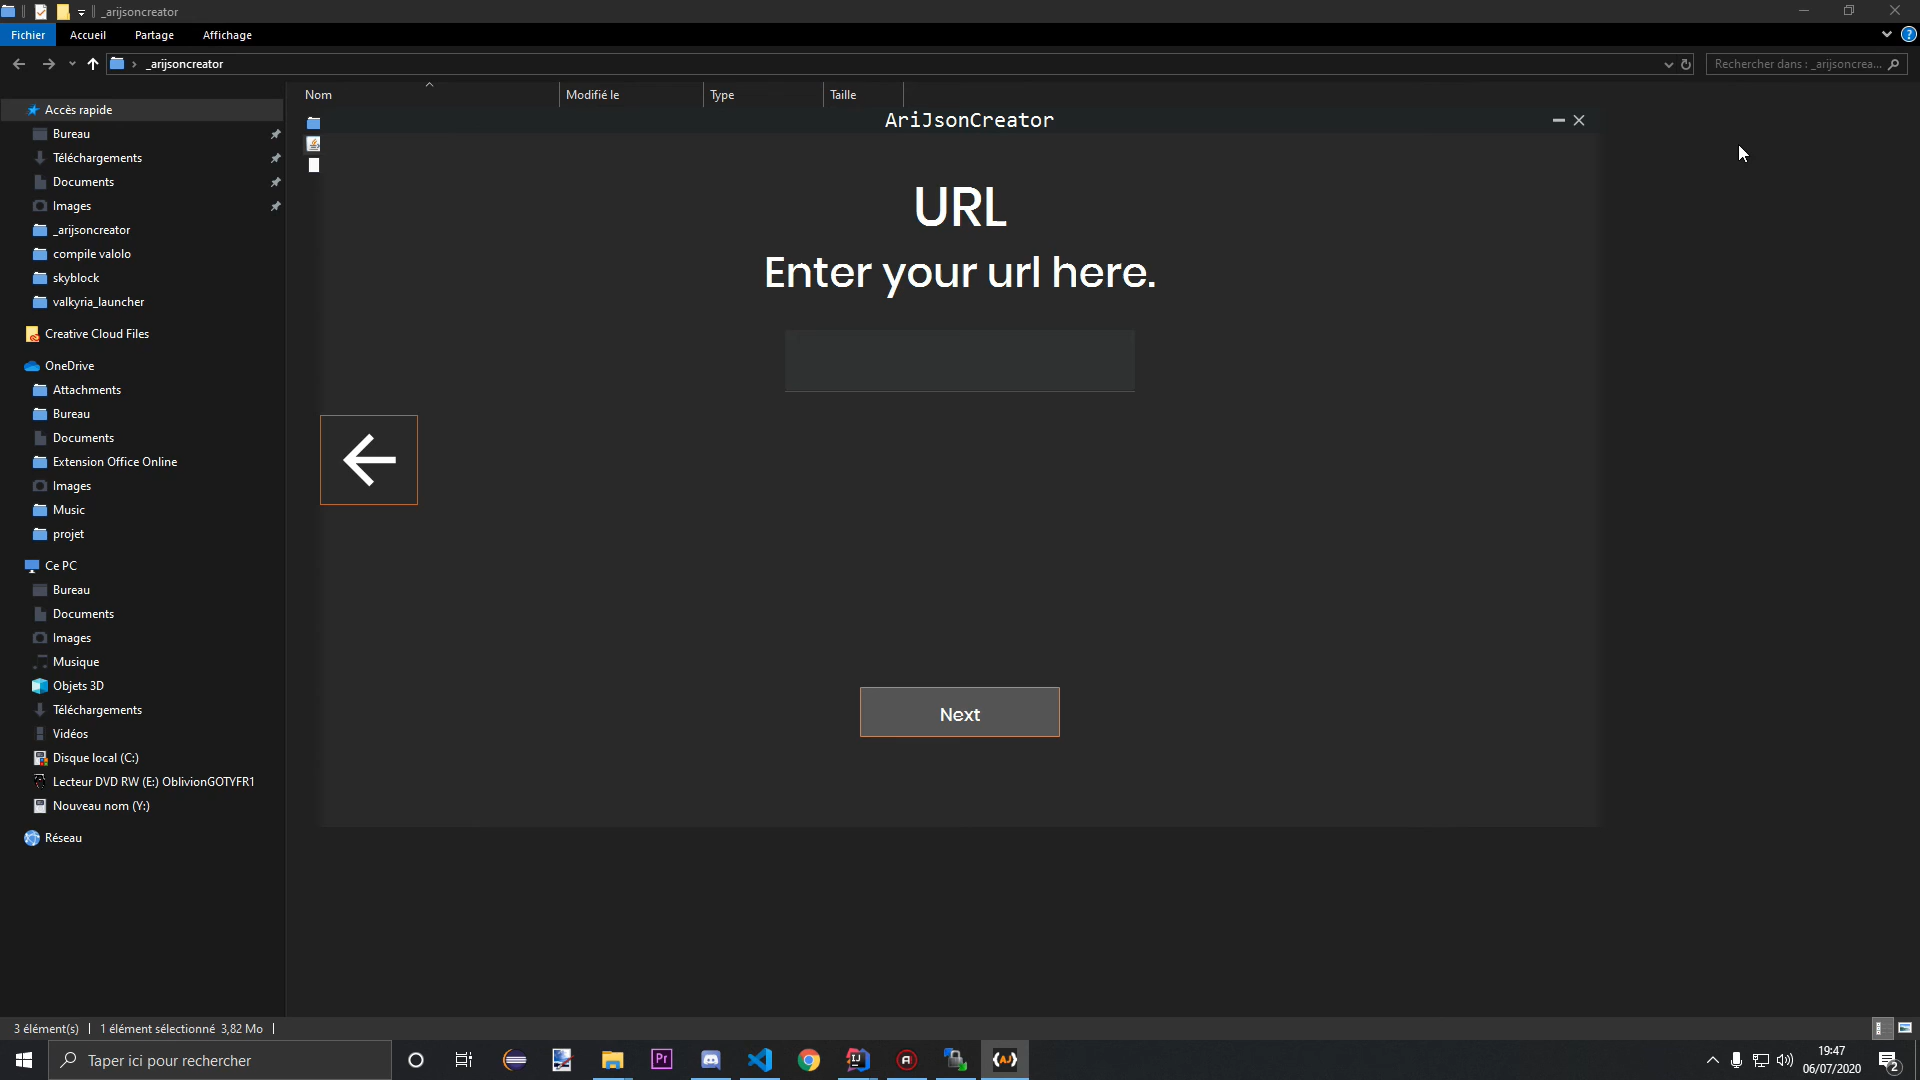 _arijsoncreator
Fichier Accueil Partage Affichage
_arijsoncreator
Rechercher dans : _arijsoncrea...
Nom Modifié le Type Taille
Accès rapide
Bureau
Téléchargements
Documents
Images
_arijsoncreator
compile valolo
skyblock
valkyria_launcher
Creative Cloud Files
OneDrive
Attachments
Bureau
Documents
Extension Office Online
Images
Music
projet
Ce PC
Bureau
Documents
Images
Musique
Objets 3D
Téléchargements
Vidéos
Disque local (C:)
Lecteur DVD RW (E:) OblivionGOTYFR1
Nouveau nom (Y:)
Réseau
AriJsonCreator
URL
Enter your url here.
Next
3 élément(s) 1 élément sélectionné 3,82 Mo
Taper ici pour rechercher
Pr
IJ
A
(AJ)
19:47
06/07/2020
2